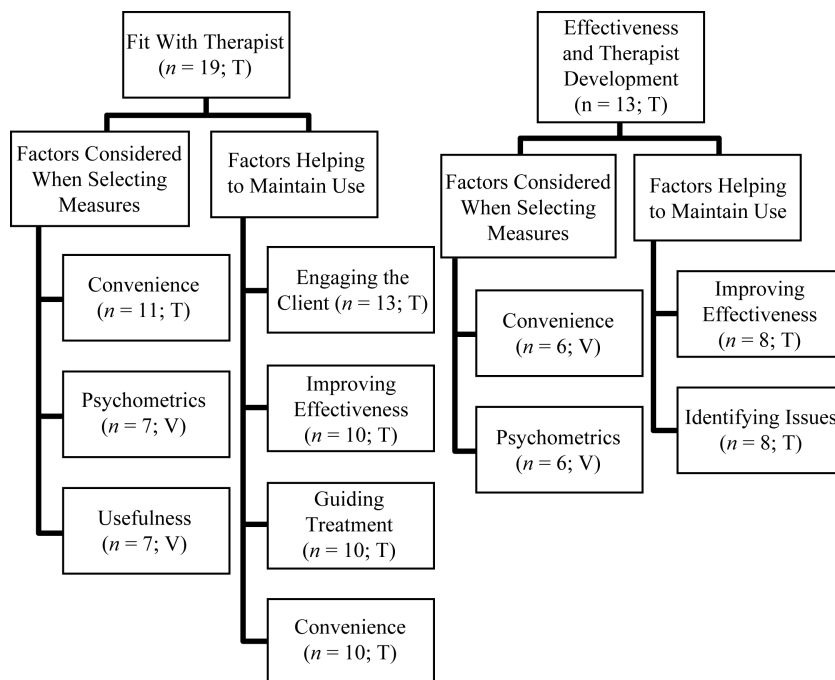 Fit With Therapist
(n = 19; T)
Factors Considered
When Selecting
Measures
Convenience
(n = 11; T)
Psychometrics
(n = 7; V)
Usefulness
(n = 7; V)
Factors Helping
to Maintain Use
Engaging the
Client (n = 13; T)
Improving
Effectiveness
(n = 10; T)
Guiding
Treatment
(n = 10; T)
Convenience
(n = 10; T)
Effectiveness
and Therapist
Development
(n = 13; T)
Factors Considered
When Selecting
Measures
Convenience
(n = 6; V)
Psychometrics
(n = 6; V)
Factors Helping
to Maintain Use
Improving
Effectiveness
(n = 8; T)
Identifying Issues
(n = 8; T)